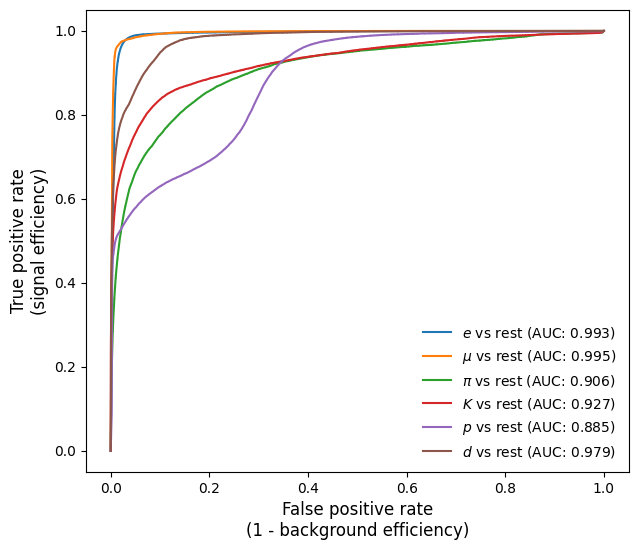 True positive rate
(signal efficiency)
1.0
0.8
0.6
0.4
0.2
0.0
e vs rest (AUC: 0.993)
μ vs rest (AUC: 0.995)
π vs rest (AUC: 0.906)
K vs rest (AUC: 0.927)
p vs rest (AUC: 0.885)
d vs rest (AUC: 0.979)
0.0 0.2 0.4 0.6 0.8 1.0
False positive rate
(1 - background efficiency)